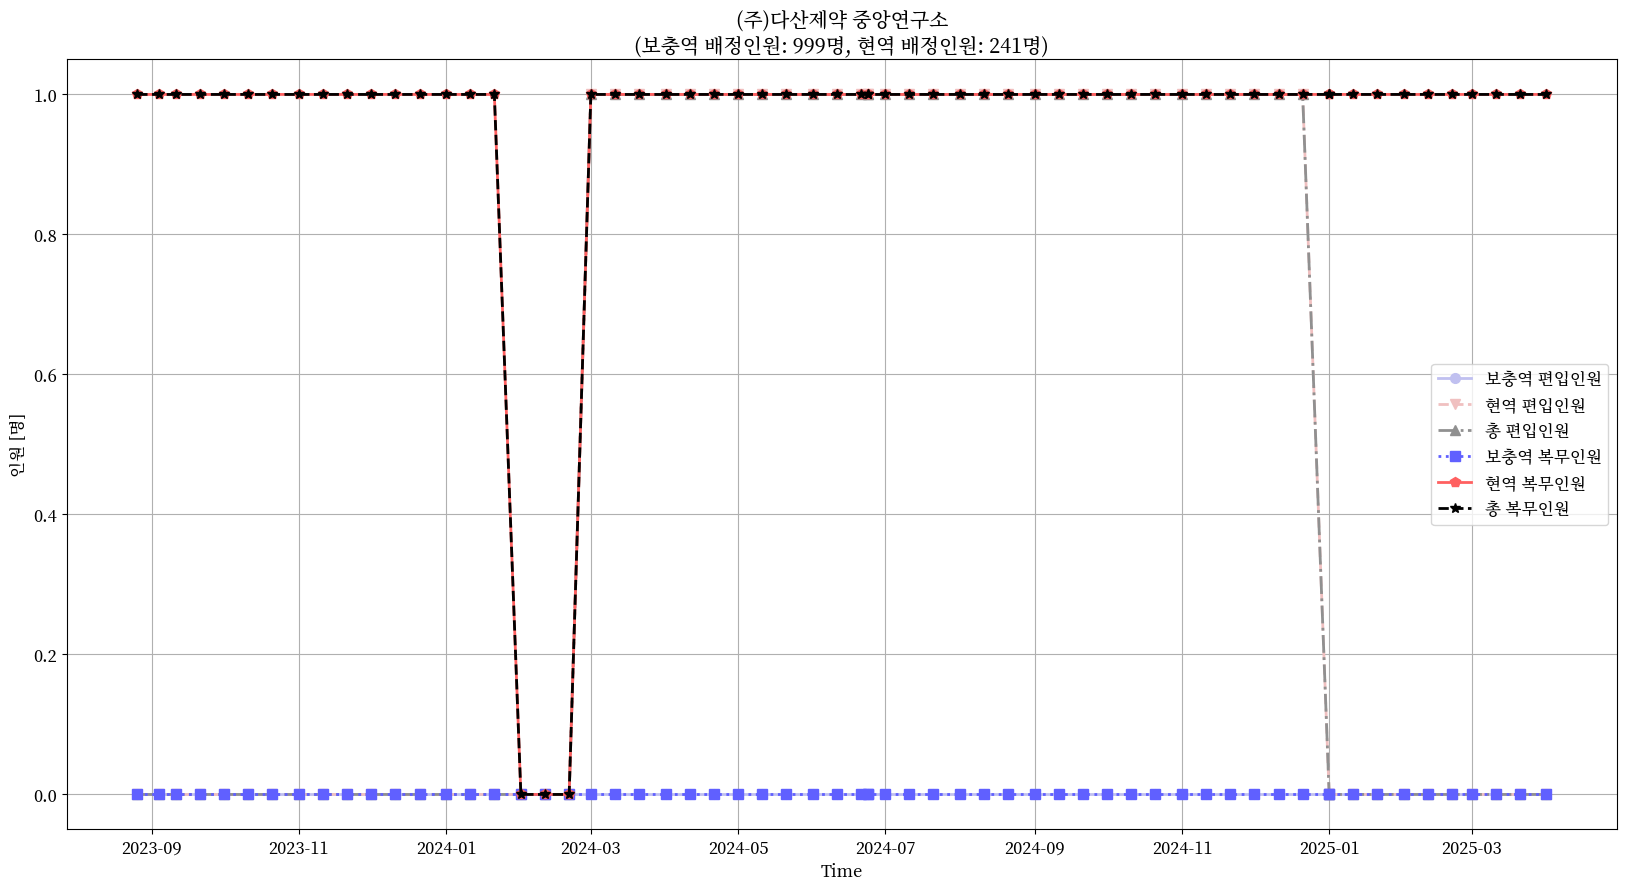 (주)다산제약 중앙연구소
(보충역 배정인원: 999명, 현역 배정인원: 241명)
인원 [명]
1.0
0.8
0.6
0.4
0.2
0.0
보충역 편입인원
현역 편입인원
총 편입인원
보충역 복무인원
현역 복무인원
총 복무인원
2023-09
2023-11
2024-01
2024-03
2024-05
2024-07
2024-09
2024-11
2025-01
2025-03
Time